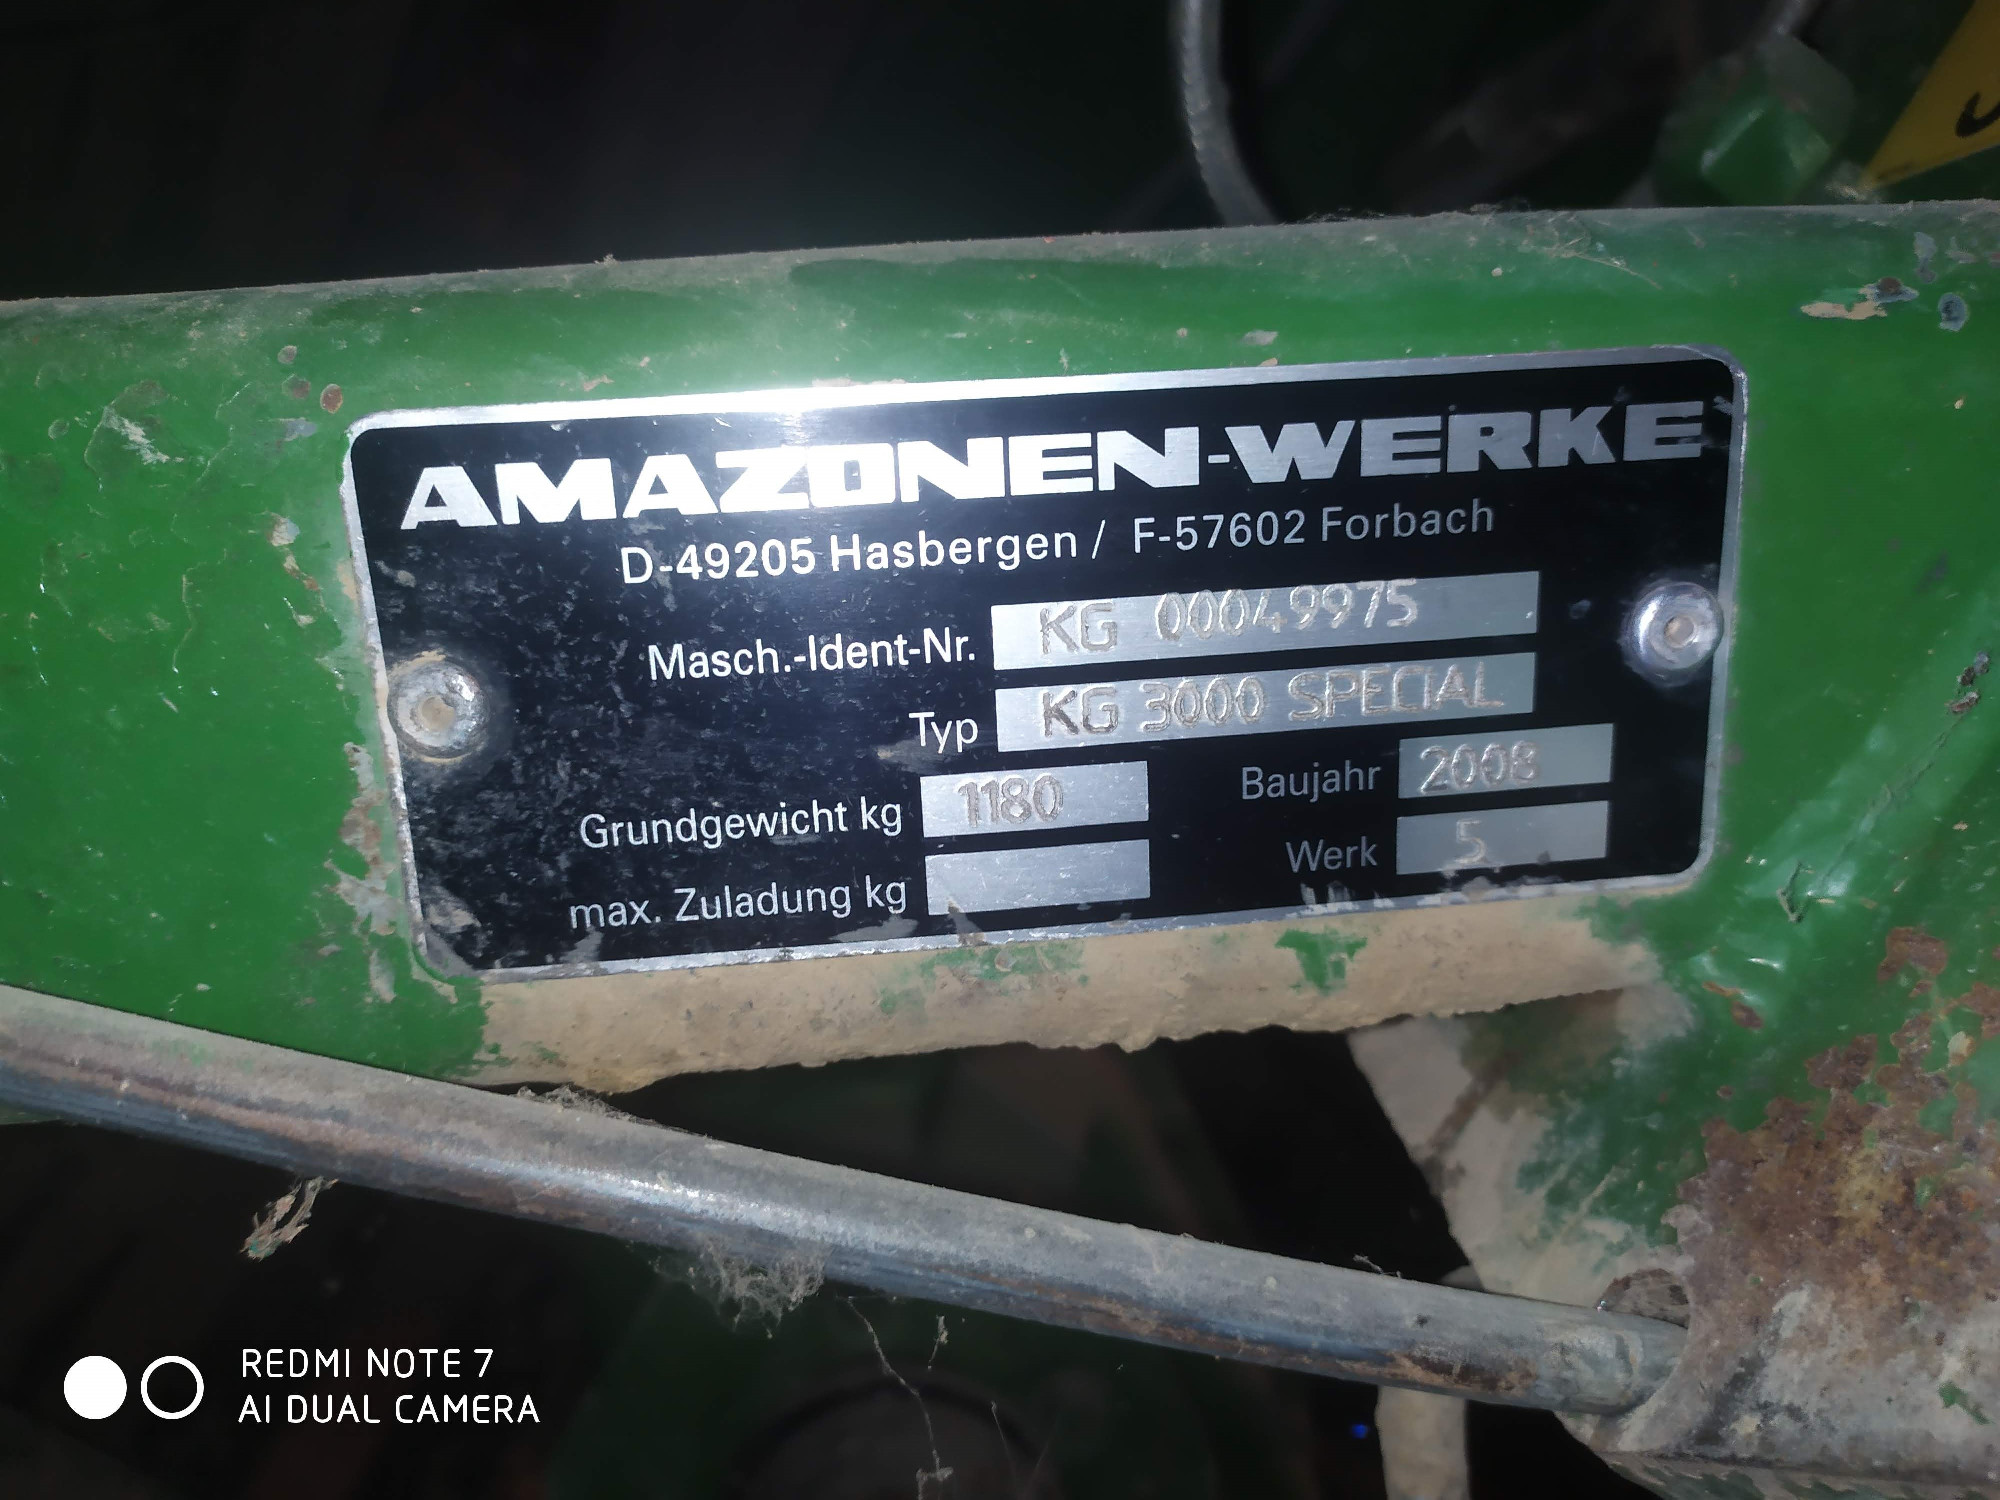 AMAZONEN-WERKE
D-49205 Hasbergen / F-57602 Forbach
Masch.-Ident-Nr. KG 00049975
Typ KG 3000 SPECIAL
Grundgewicht kg 1180 Baujahr 2008
max. Zuladung kg Werk 5
REDMI NOTE 7
AI DUAL CAMERA